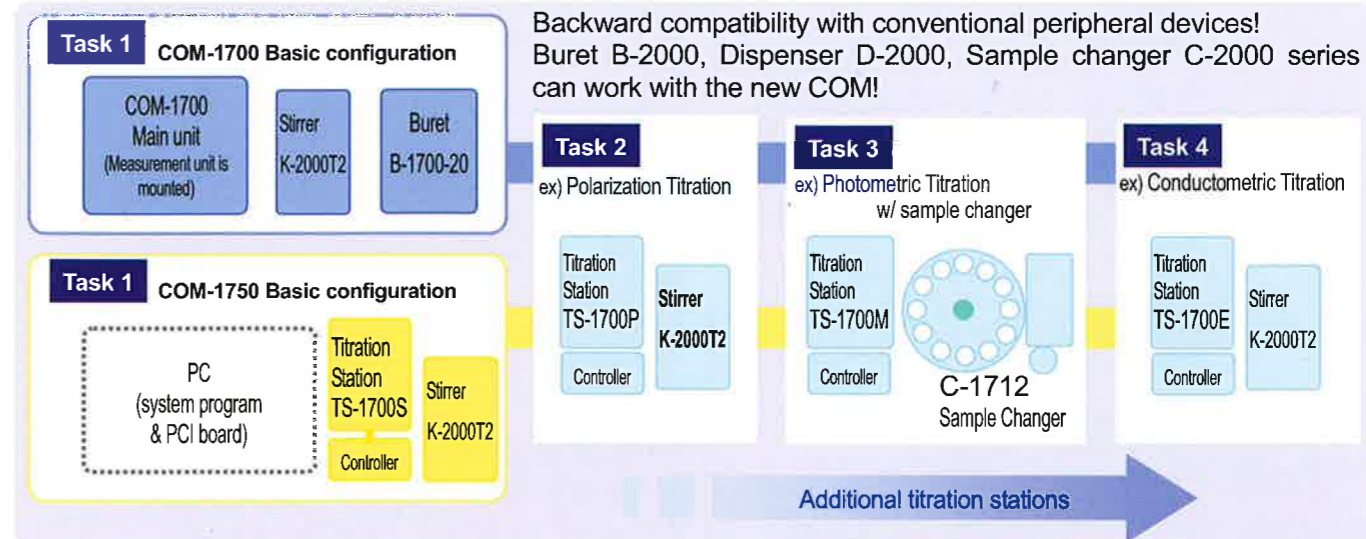 Backward compatibility with conventional peripheral devices!
Buret B-2000, Dispenser D-2000, Sample changer C-2000 series
can work with the new COM!
Task 1
COM-1700 Basic configuration
COM-1700
Main unit
(Measurement unit is
mounted)
Stirrer
K-2000T2
Buret
B-1700-20
Task 1
COM-1750 Basic configuration
PC
(system program
& PCI board)
Titration
Station
TS-1700S
Controller
Stirrer
K-2000T2
Task 2
ex) Polarization Titration
Titration
Station
TS-1700P
Controller
Stirrer
K-2000T2
Task 3
ex) Photometric Titration
w/ sample changer
Titration
Station
TS-1700M
Controller
C-1712
Sample Changer
Task 4
ex) Conductometric Titration
Titration
Station
TS-1700E
Controller
Stirrer
K-2000T2
Additional titration stations